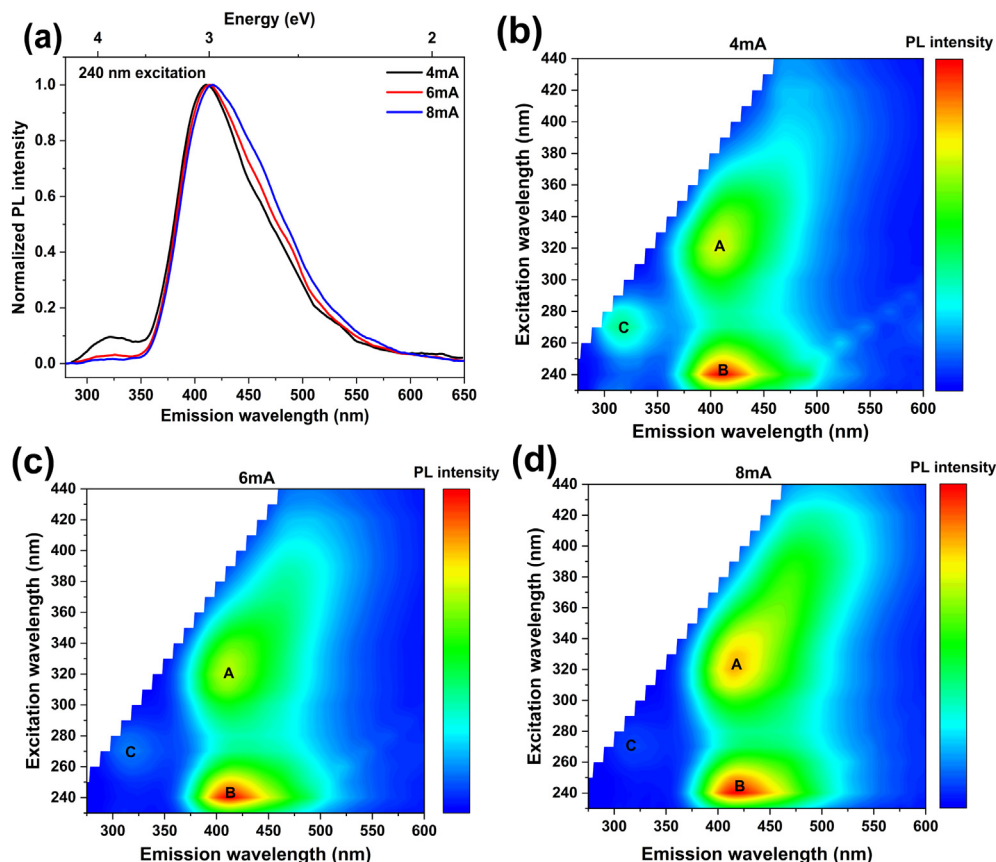 (a)
Energy (eV)
4 3 2
240 nm excitation
4mA
6mA
8mA
Normalized PL intensity
1.0
0.8
0.6
0.4
0.2
0.0
300 350 400 450 500 550 600 650
Emission wavelength (nm)
(b)
4mA
PL intensity
Excitation wavelength (nm)
440
420
400
380
360
340
320
300
280
260
240
A
C
B
300 350 400 450 500 550 600
Emission wavelength (nm)
(c)
6mA
PL intensity
Excitation wavelength (nm)
440
420
400
380
360
340
320
300
280
260
240
A
C
B
300 350 400 450 500 550 600
Emission wavelength (nm)
(d)
8mA
PL intensity
Excitation wavelength (nm)
440
420
400
380
360
340
320
300
280
260
240
A
C
B
300 350 400 450 500 550 600
Emission wavelength (nm)